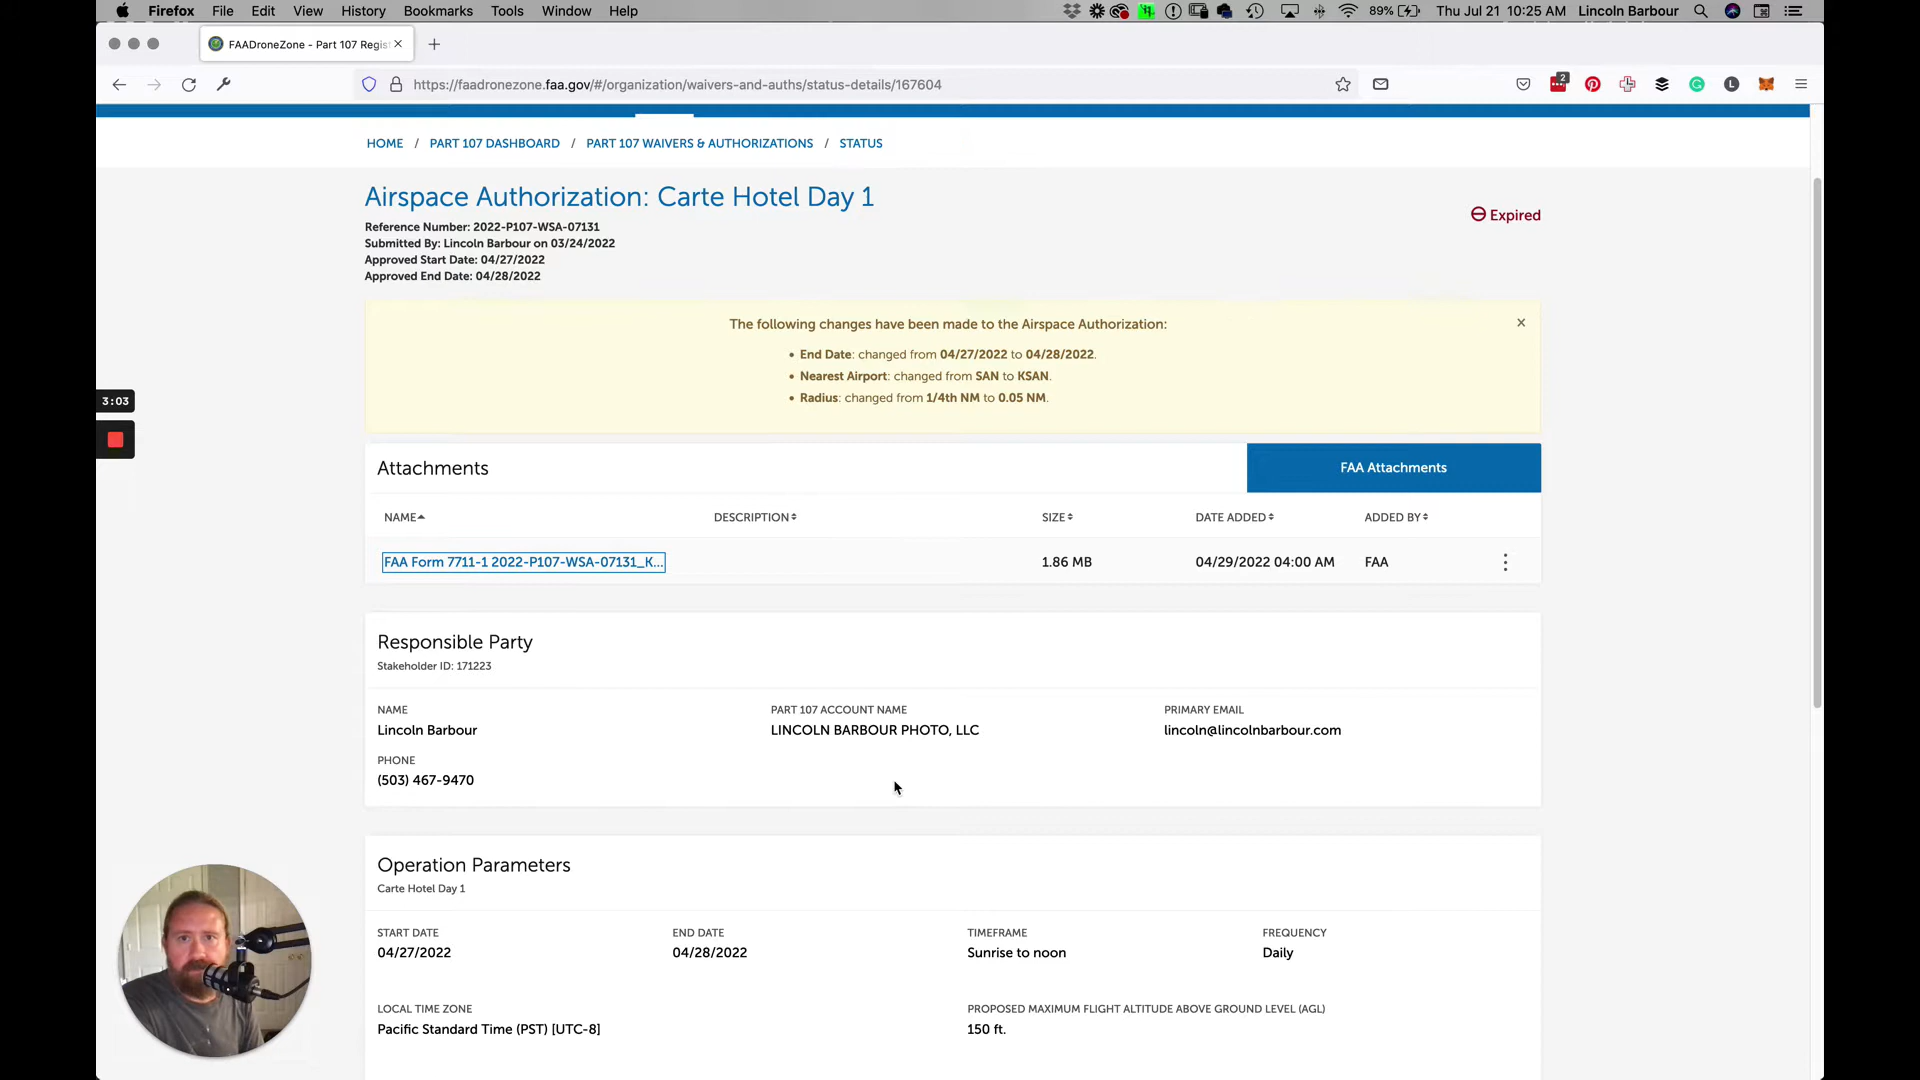 Firefox File Edit View History Bookmarks Tools Window Help 89% Thu Jul 21 10:25 AM Lincoln Barbour
FAADroneZone - Part 107 Regis
https://faadronezone.faa.gov/#/organization/waivers-and-auths/status-details/167604
2
L
HOME / PART 107 DASHBOARD / PART 107 WAIVERS & AUTHORIZATIONS / STATUS
Airspace Authorization: Carte Hotel Day 1
Expired
Reference Number: 2022-P107-WSA-07131
Submitted By: Lincoln Barbour on 03/24/2022
Approved Start Date: 04/27/2022
Approved End Date: 04/28/2022
The following changes have been made to the Airspace Authorization:
• End Date: changed from 04/27/2022 to 04/28/2022.
• Nearest Airport: changed from SAN to KSAN.
• Radius: changed from 1/4th NM to 0.05 NM.
3:03
Attachments FAA Attachments
NAME DESCRIPTION SIZE DATE ADDED ADDED BY
FAA Form 7711-1 2022-P107-WSA-07131_K... 1.86 MB 04/29/2022 04:00 AM FAA
Responsible Party
Stakeholder ID: 171223
NAME PART 107 ACCOUNT NAME PRIMARY EMAIL
Lincoln Barbour LINCOLN BARBOUR PHOTO, LLC lincoln@lincolnbarbour.com
PHONE
(503) 467-9470
Operation Parameters
Carte Hotel Day 1
START DATE END DATE TIMEFRAME FREQUENCY
04/27/2022 04/28/2022 Sunrise to noon Daily
LOCAL TIME ZONE PROPOSED MAXIMUM FLIGHT ALTITUDE ABOVE GROUND LEVEL (AGL)
Pacific Standard Time (PST) [UTC-8] 150 ft.